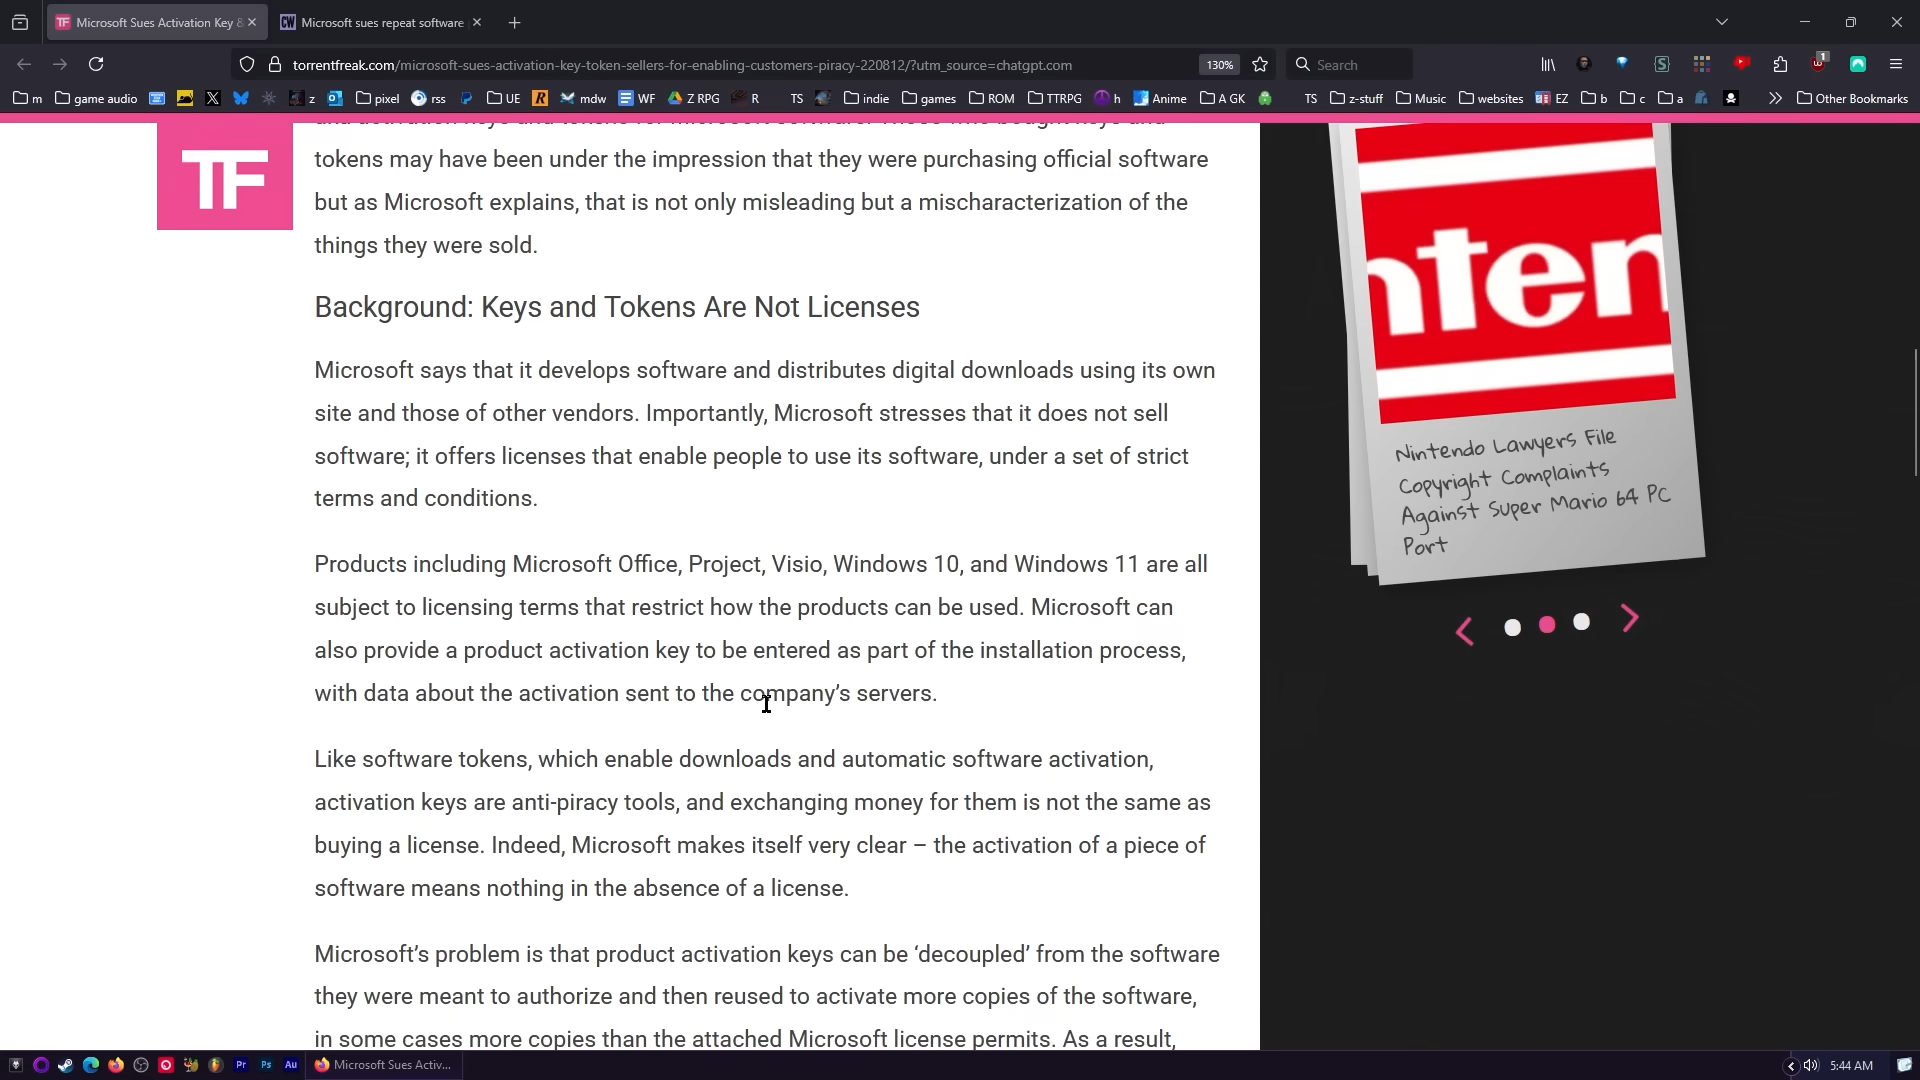 TF Microsoft Sues Activation Key &
CW Microsoft sues repeat software
torrentfreak.com/microsoft-sues-activation-key-token-sellers-for-enabling-customers-piracy-220812/?utm_source=chatgpt.com
130%
Search
1
m
game audio
z
pixel
rss
UE
R
mdw
WF
Z RPG
R
TS
indie
games
ROM
TTRPG
h
Anime
A GK
TS
z-stuff
Music
websites
EZ
b
c
a
Other Bookmarks
TF
tokens may have been under the impression that they were purchasing official software
but as Microsoft explains, that is not only misleading but a mischaracterization of the
things they were sold.
Background: Keys and Tokens Are Not Licenses
Microsoft says that it develops software and distributes digital downloads using its own
site and those of other vendors. Importantly, Microsoft stresses that it does not sell
software; it offers licenses that enable people to use its software, under a set of strict
terms and conditions.
Products including Microsoft Office, Project, Visio, Windows 10, and Windows 11 are all
subject to licensing terms that restrict how the products can be used. Microsoft can
also provide a product activation key to be entered as part of the installation process,
with data about the activation sent to the company’s servers.
Like software tokens, which enable downloads and automatic software activation,
activation keys are anti-piracy tools, and exchanging money for them is not the same as
buying a license. Indeed, Microsoft makes itself very clear – the activation of a piece of
software means nothing in the absence of a license.
Microsoft’s problem is that product activation keys can be ‘decoupled’ from the software
they were meant to authorize and then reused to activate more copies of the software,
in some cases more copies than the attached Microsoft license permits. As a result,
nten
Nintendo Lawyers File
Copyright Complaints
Against Super Mario 64 PC
Port
Pr
Ps
Au
Microsoft Sues Activ...
5:44 AM